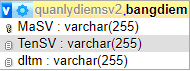 quanlydiemsv2.bangdiem
MaSV : varchar(255)
TenSV : varchar(255)
dltm : varchar(255)